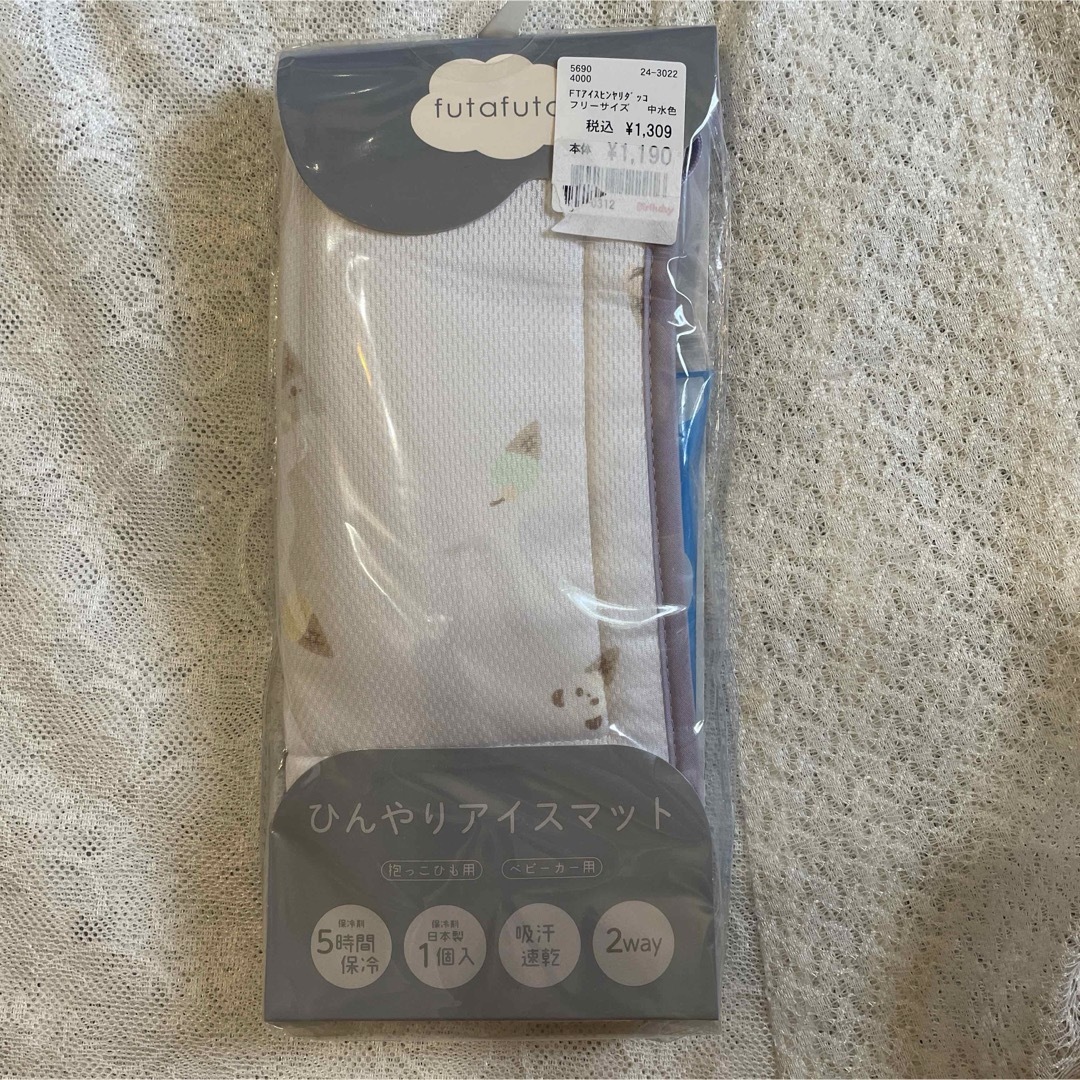 futafuta
5690 24-3022
4000
FTｱｲｽﾋﾝﾔﾘﾀﾞｯｺ
フリーサイズ 中水色
税込 ¥1,309
本体 ¥1,190
312
Birthday
ひんやりアイスマット
抱っこひも用 ベビーカー用
保冷剤
5時間
保冷
保冷剤
日本製
1個入
吸汗
速乾
2way